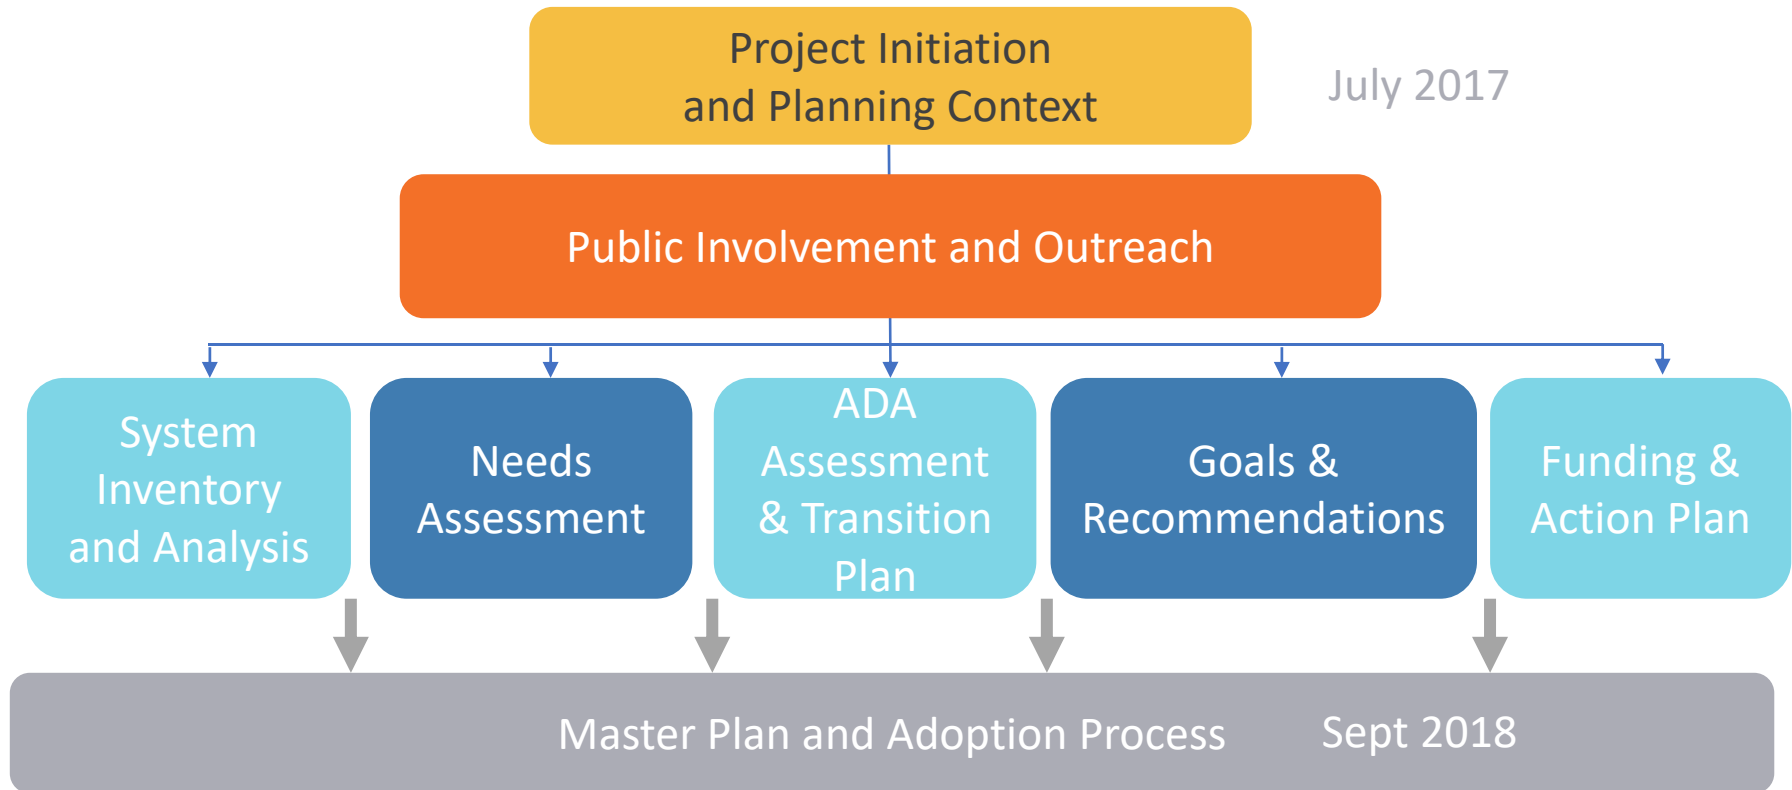 Project Initiation
and Planning Context
July 2017
Public Involvement and Outreach
System
Inventory
and Analysis
Needs
Assessment
ADA
Assessment
& Transition
Plan
Goals &
Recommendations
Funding &
Action Plan
Master Plan and Adoption Process
Sept 2018